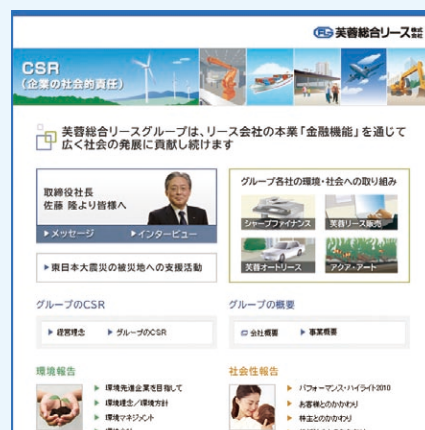 芙蓉総合リース株式会社
CSR
(企業の社会的責任)
芙蓉総合リースグループは、リース会社の本業「金融機能」を通じて
広く社会の発展に貢献し続けます
取締役社長
佐藤 隆より皆様へ
▶メッセージ
▶インタービュー
▶東日本大震災の被災地への支援活動
グループ各社の環境・社会への取り組み
シャープファイナンス
芙蓉リース販売
芙蓉オートリース
アクア・アート
グループのCSR
▶ 経営理念
▶ グループのCSR
グループの概要
会社概要
▶ 事業概要
環境報告
▶ 環境先進企業を目指して
▶ 環境理念/環境方針
▶ 環境マネジメント
社会性報告
▶ パフォーマンス・ハイライト2010
▶ お客様とのかかわり
▶ 株主とのかかわり